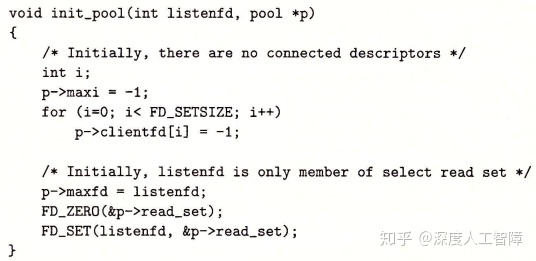 void init_pool(int listenfd, pool *p)
{
    /* Initially, there are no connected descriptors */
    int i;
    p->maxi = -1;
    for (i=0; i< FD_SETSIZE; i++)
        p->clientfd[i] = -1;

    /* Initially, listenfd is only member of select read set */
    p->maxfd = listenfd;
    FD_ZERO(&p->read_set);
    FD_SET(listenfd, &p->read_set);
}
知乎 @深度人工智障